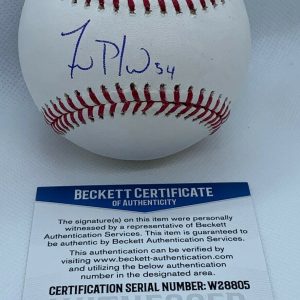 34
BECKETT CERTIFICATE
OF AUTHENTICITY
The signature(s) on this item were personally
witnessed by a representative of Beckett
Authentication Services. This item is guaranteed
to be authentic by Beckett Authentication Services.
This authentication can be verified by
visiting www.beckett-authentication.com
and utilizing the below authentication
number in the designated area.
CERTIFICATION SERIAL NUMBER: W28805